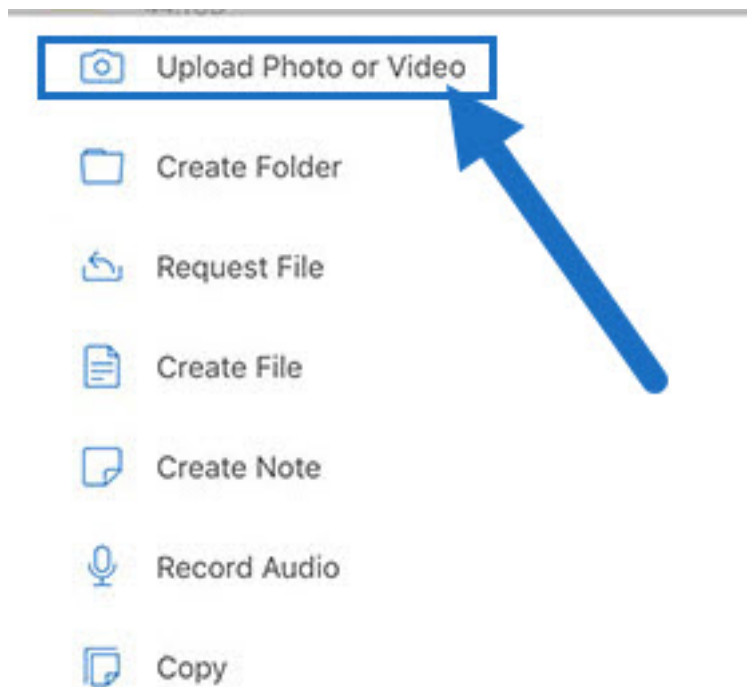 Upload Photo or Video
Create Folder
Request File
Create File
Create Note
Record Audio
Copy